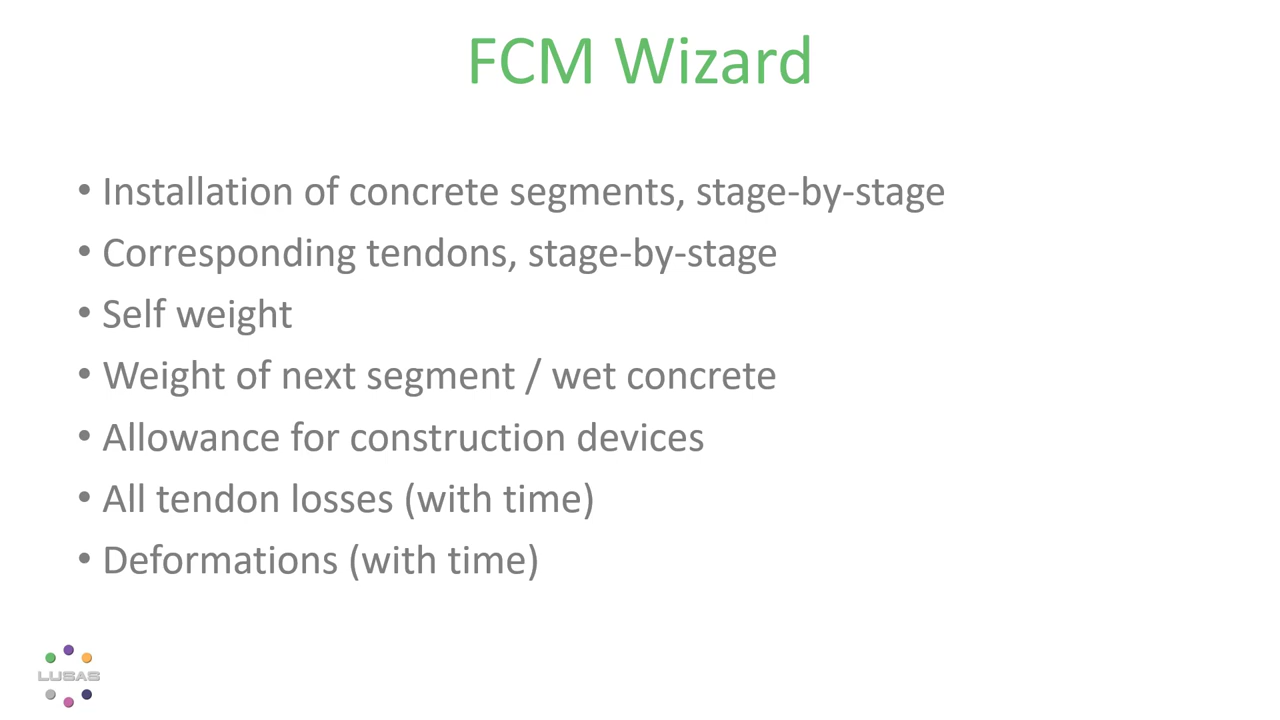 FCM Wizard
• Installation of concrete segments, stage-by-stage
• Corresponding tendons, stage-by-stage
• Self weight
• Weight of next segment / wet concrete
• Allowance for construction devices
• All tendon losses (with time)
• Deformations (with time)
LUSAS